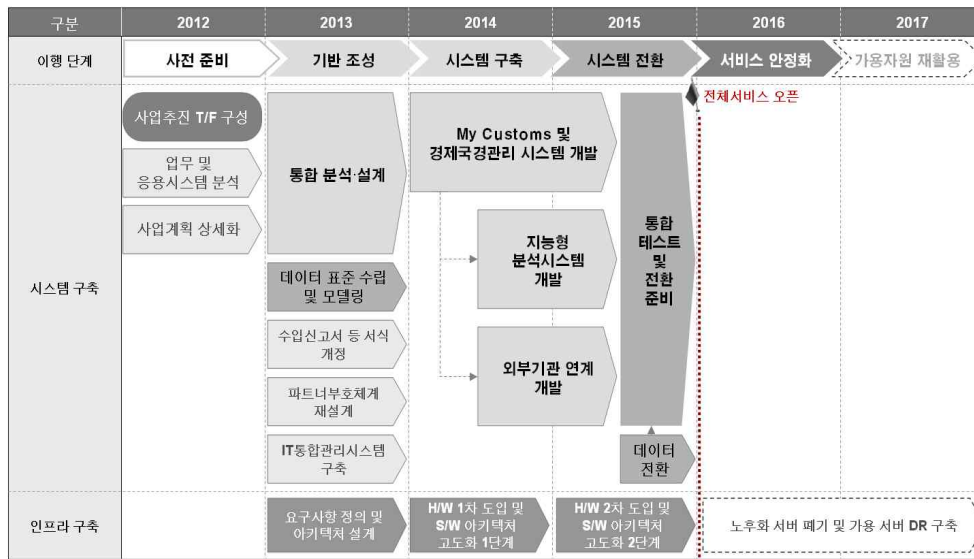 구분 2012 2013 2014 2015 2016 2017
이행 단계 사전 준비 기반 조성 시스템 구축 시스템 전환 서비스 안정화 가용자원 재활용
전체서비스 오픈
시스템 구축
사업추진 T/F 구성
업무 및
응용시스템 분석
사업계획 상세화
통합 분석·설계
데이터 표준 수립
및 모델링
수입신고서 등 서식
개정
파트너부호체계
재설계
IT통합관리시스템
구축
My Customs 및
경제국경관리 시스템 개발
지능형
분석시스템
개발
외부기관 연계
개발
통합
테스트
및
전환
준비
데이터
전환
인프라 구축
요구사항 정의 및
아키텍처 설계
H/W 1차 도입 및
S/W 아키텍처
고도화 1단계
H/W 2차 도입 및
S/W 아키텍처
고도화 2단계
노후화 서버 폐기 및 가용 서버 DR 구축